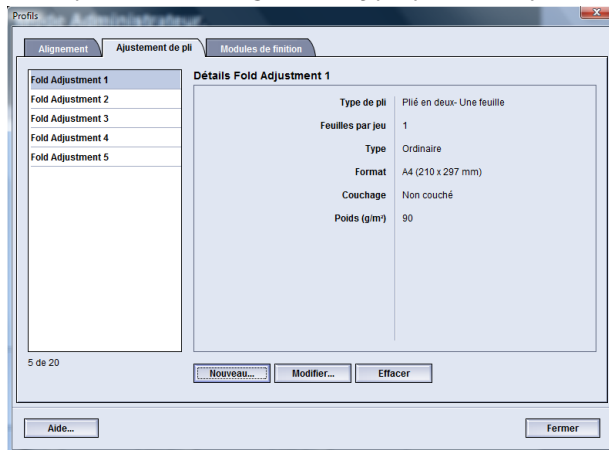 Profils
Alignement
Ajustement de pli
Modules de finition
Fold Adjustment 1
Fold Adjustment 2
Fold Adjustment 3
Fold Adjustment 4
Fold Adjustment 5
5 de 20
Détails Fold Adjustment 1
Type de pli Plié en deux- Une feuille
Feuilles par jeu 1
Type Ordinaire
Format A4 (210 x 297 mm)
Couchage Non couché
Poids (g/m²) 90
Nouveau... Modifier... Effacer
Aide... Fermer